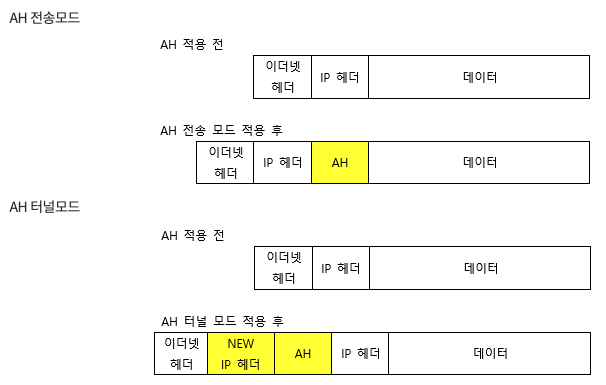 AH 전송모드
AH 적용 전
이더넷
헤더
IP 헤더
데이터
AH 전송 모드 적용 후
이더넷
헤더
IP 헤더
AH
데이터
AH 터널모드
AH 적용 전
이더넷
헤더
IP 헤더
데이터
AH 터널 모드 적용 후
이더넷
헤더
NEW
IP 헤더
AH
IP 헤더
데이터